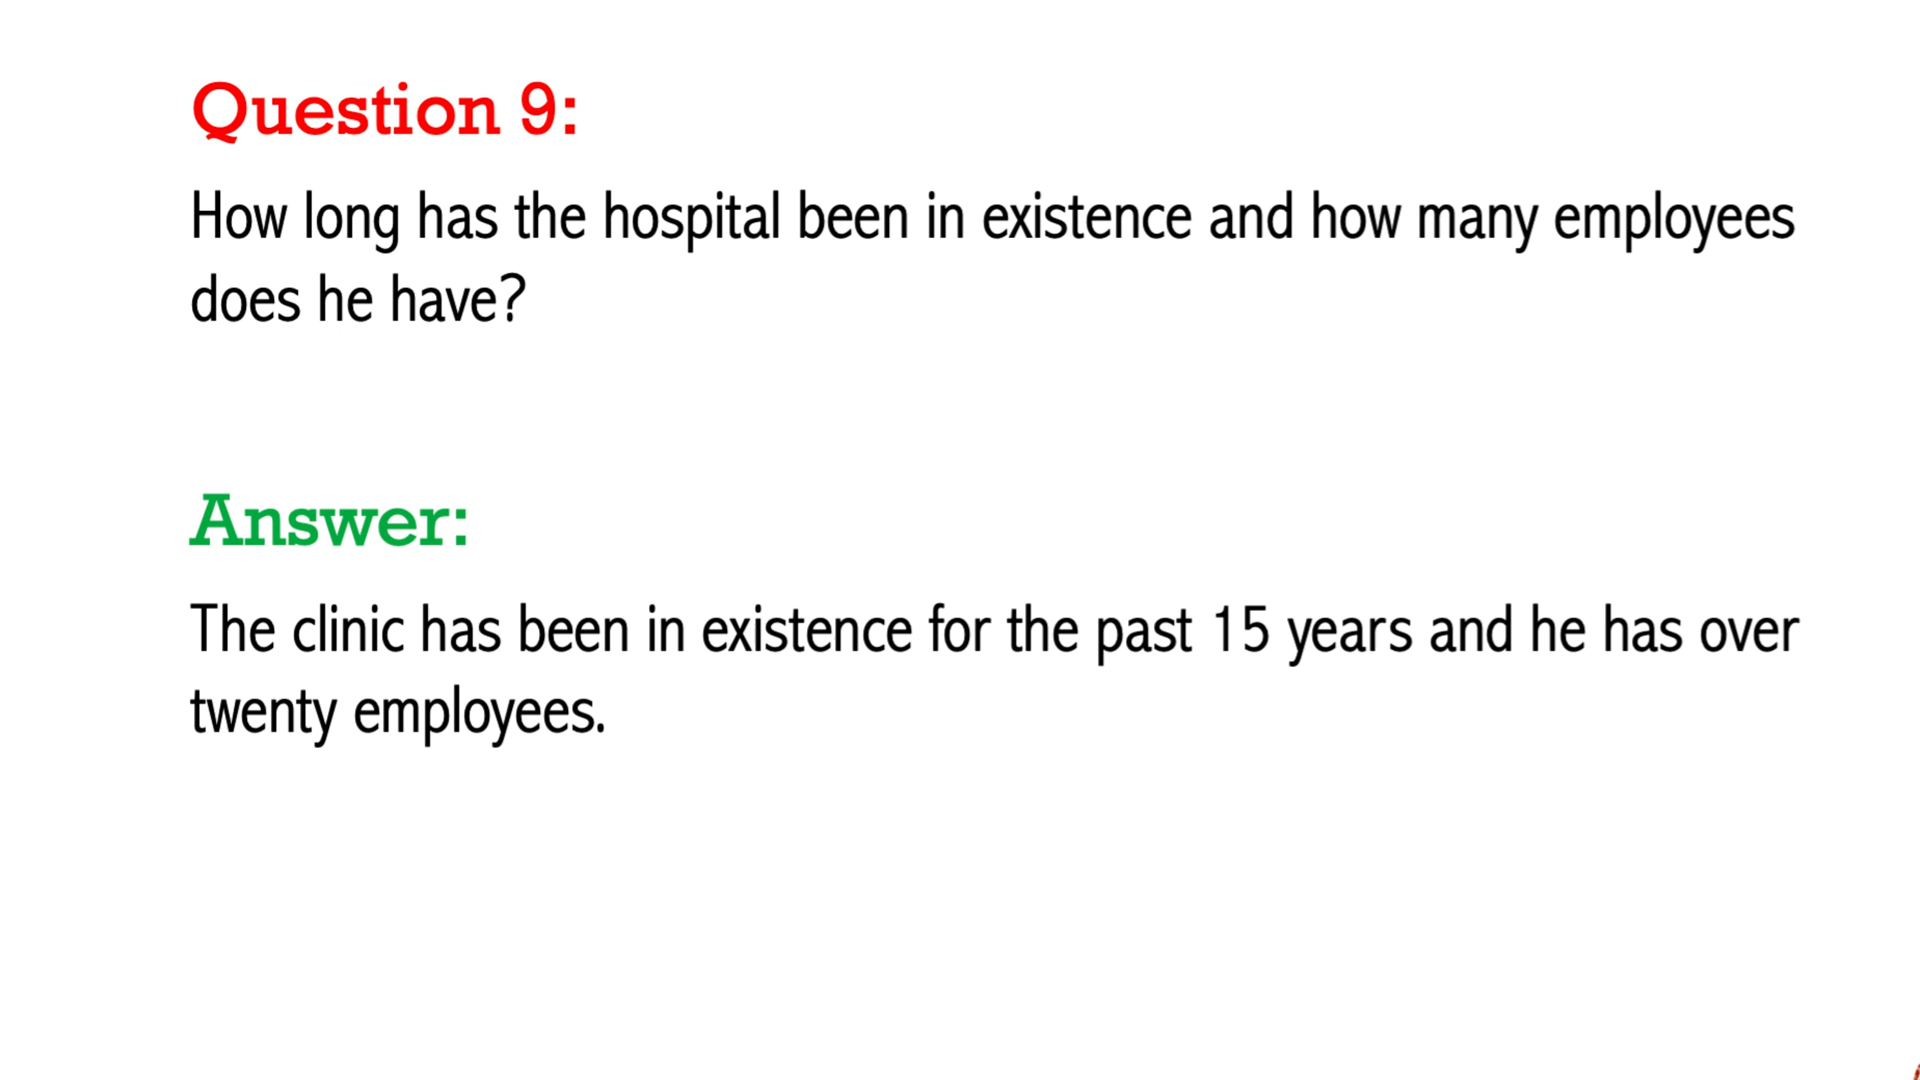 Question 9:
How long has the hospital been in existence and how many employees
does he have?
Answer:
The clinic has been in existence for the past 15 years and he has over
twenty employees.